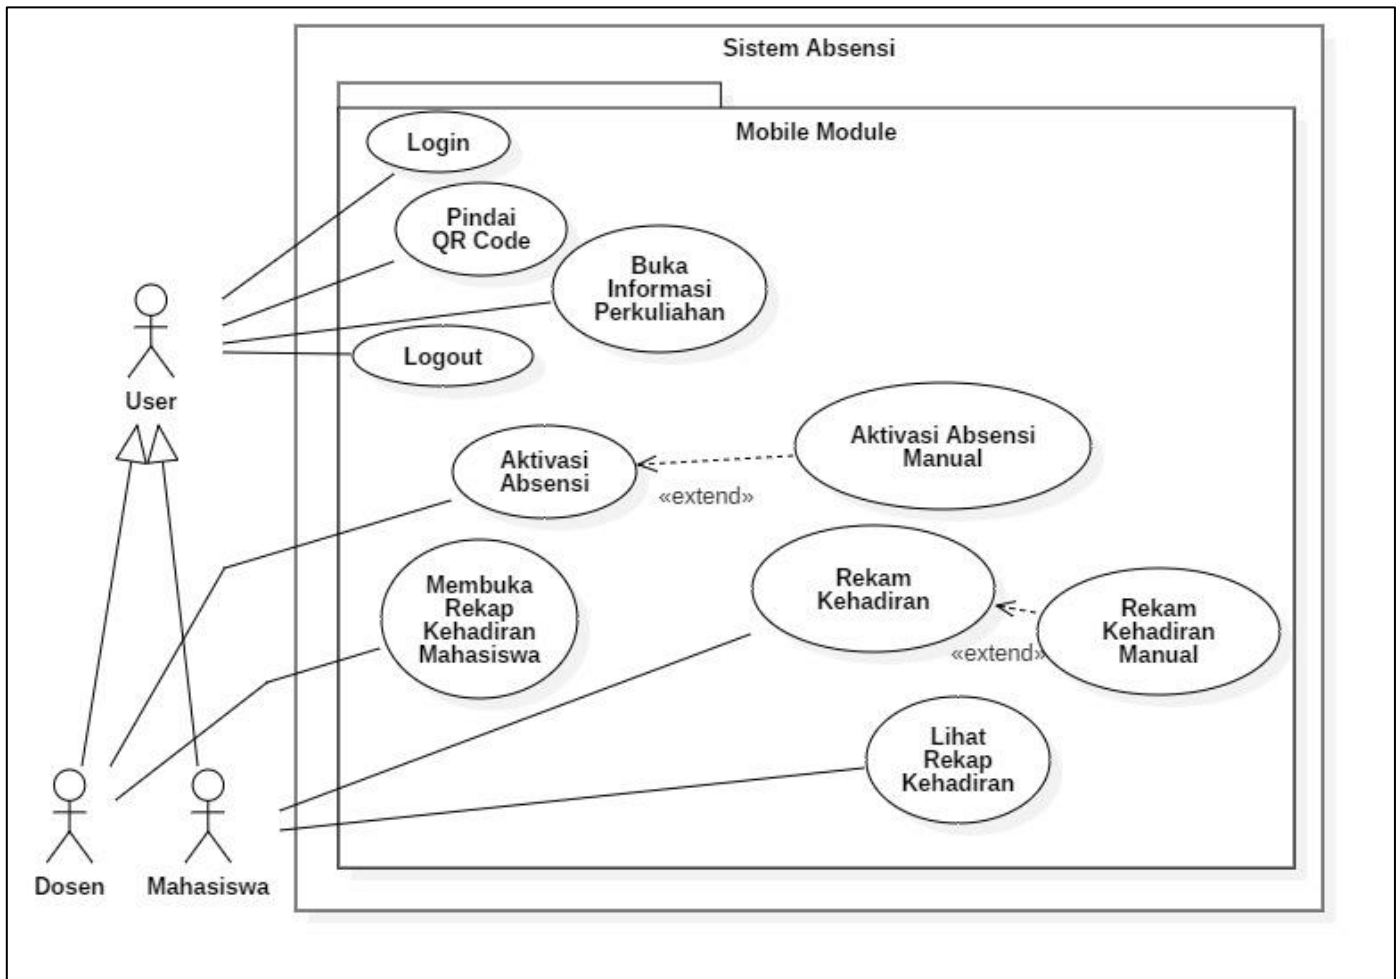 Sistem Absensi
Mobile Module
Login
Pindai
QR Code
Buka
Informasi
Perkuliahan
Logout
User
Aktivasi
Absensi
«extend»
Aktivasi Absensi
Manual
Membuka
Rekap
Kehadiran
Mahasiswa
Rekam
Kehadiran
«extend»
Rekam
Kehadiran
Manual
Lihat
Rekap
Kehadiran
Dosen
Mahasiswa